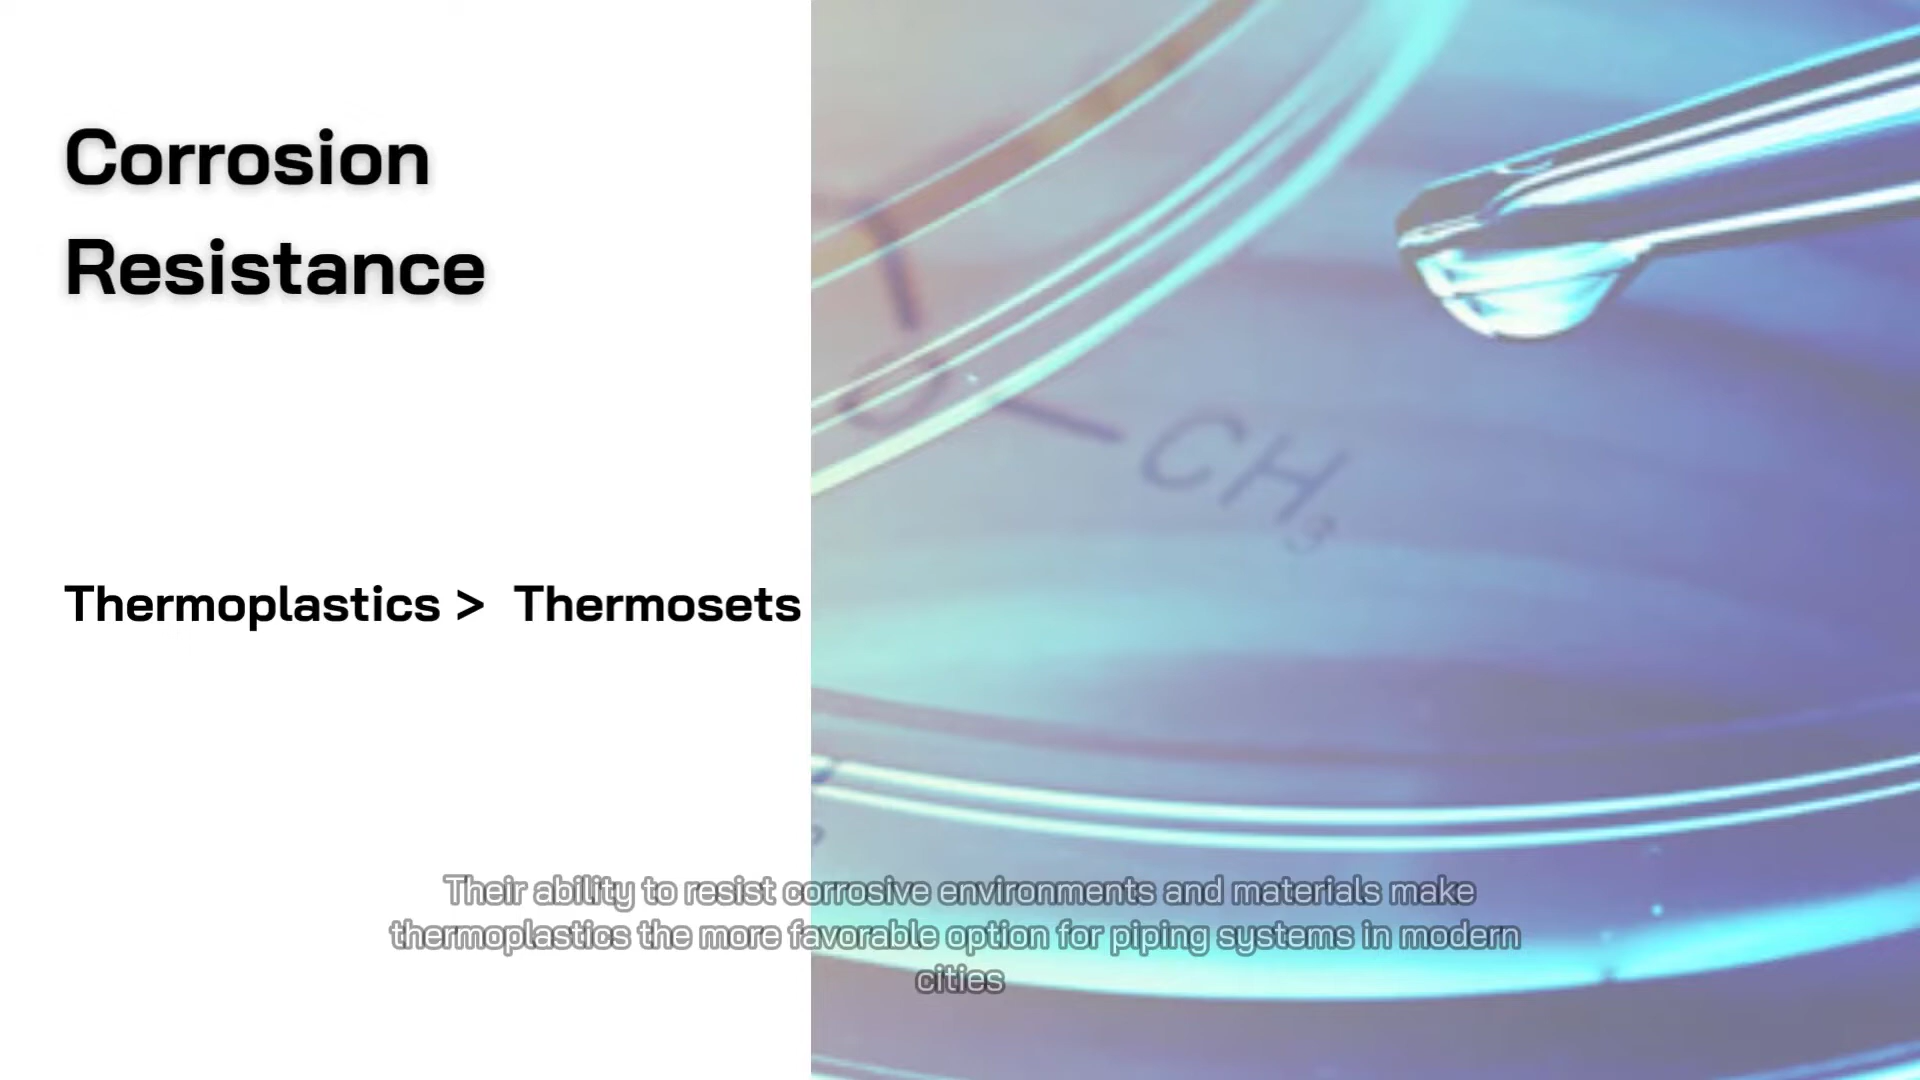 Corrosion
Resistance
Thermoplastics > Thermosets
CH3
Their ability to resist corrosive environments and materials make
thermoplastics the more favorable option for piping systems in modern
cities